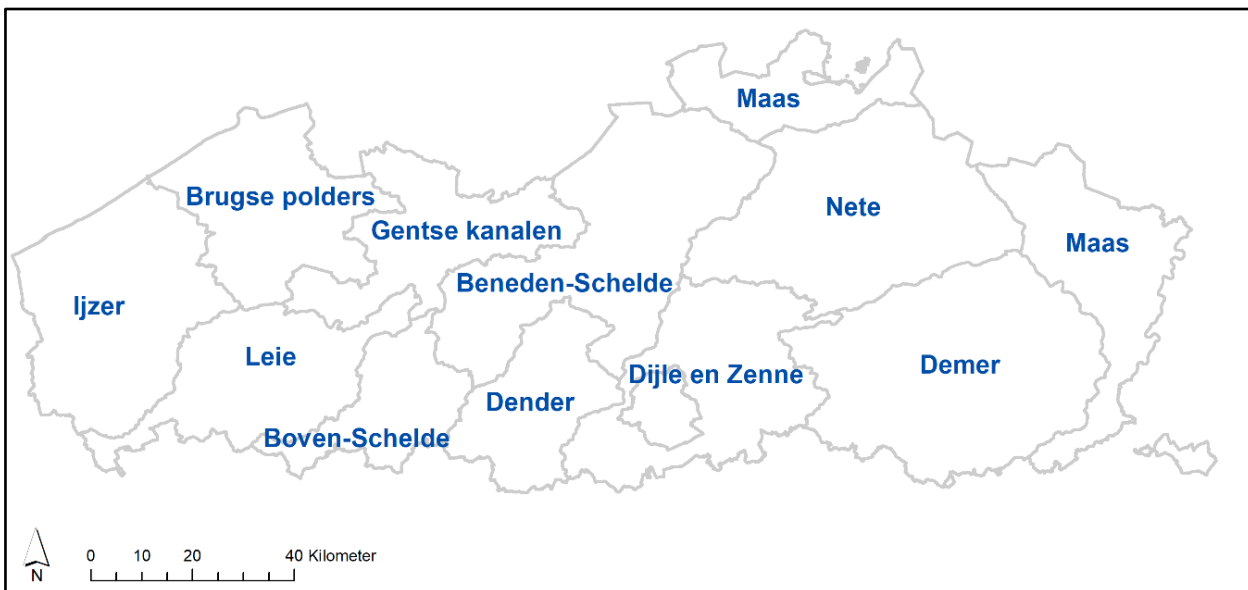 Maas
Brugse polders
Nete
Gentse kanalen
Maas
Beneden-Schelde
Ijzer
Leie
Demer
Dijle en Zenne
Dender
Boven-Schelde
0 10 20 40 Kilometer
N